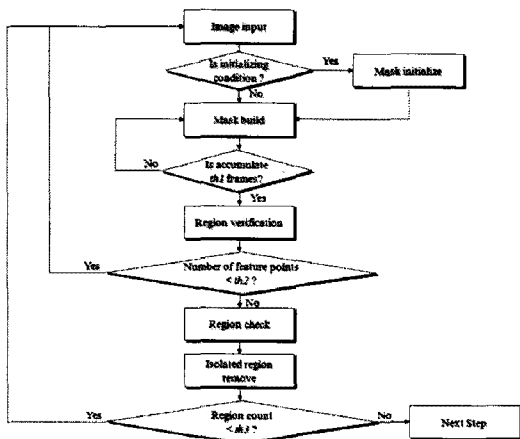 Image input
Is initializing
condition ?
Yes
Mask initialize
No
Mask build
No
Is accumulate
th1 frames?
Yes
Region verification
Yes
Number of feature points
< th2 ?
No
Region check
Isolated region
remove
Yes
Region count
< th3 ?
No
Next Step